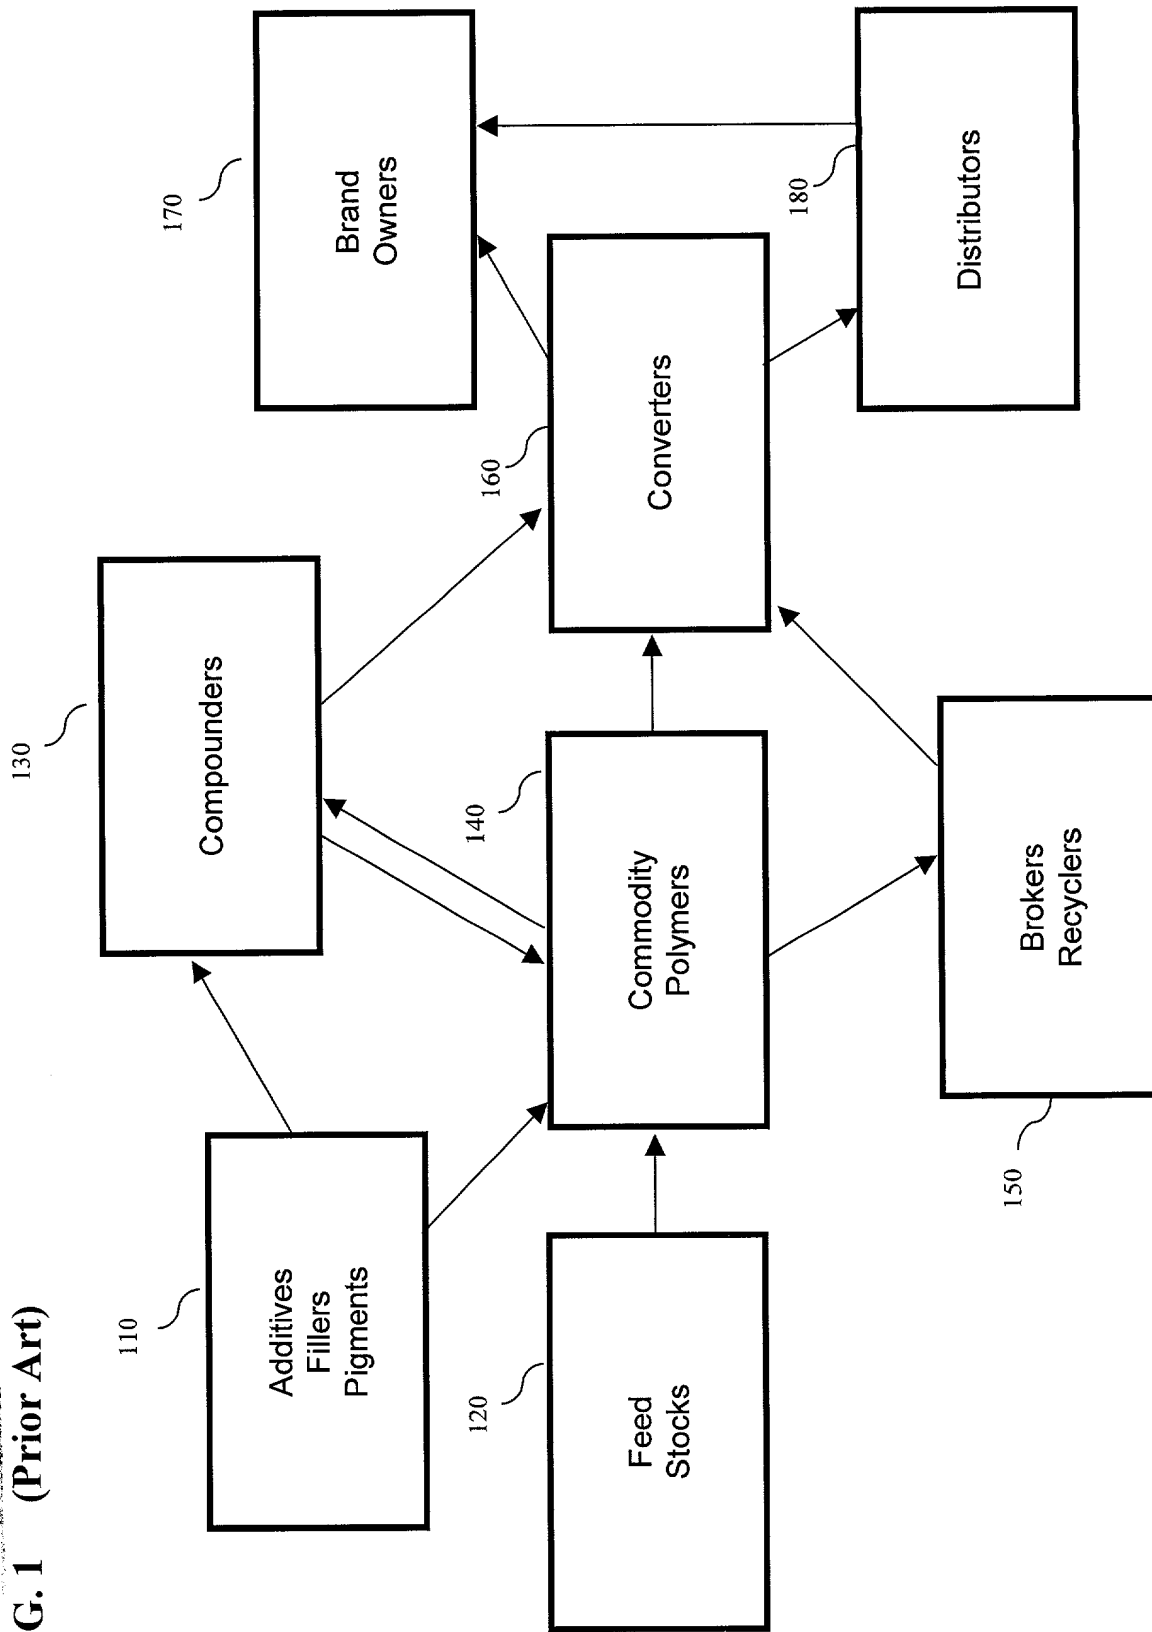 G. 1 (Prior Art)
130
Compounders
170
Brand
Owners
110
Additives
Fillers
Pigments
140
Commodity
Polymers
160
Converters
120
Feed
Stocks
180
Distributors
150
Brokers
Recyclers